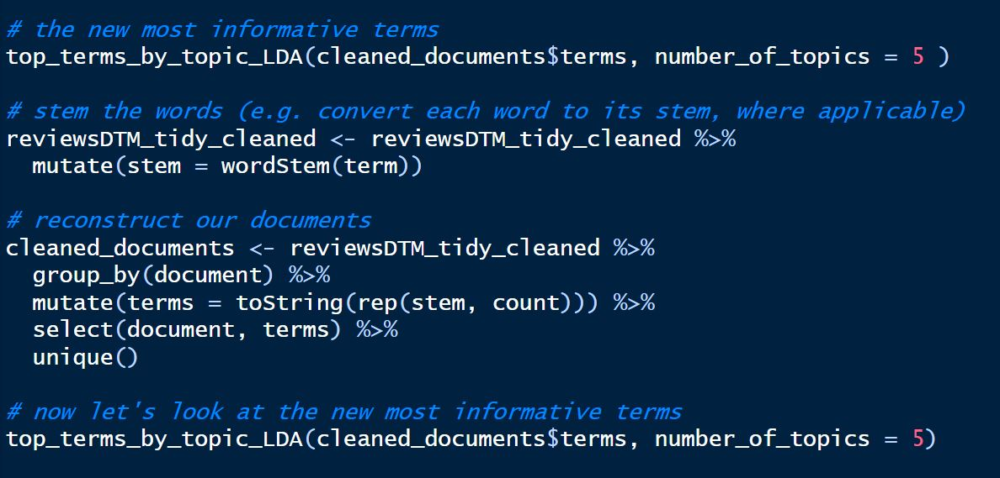 # the new most informative terms
top_terms_by_topic_LDA(cleaned_documents$terms, number_of_topics = 5 )
# stem the words (e.g. convert each word to its stem, where applicable)
reviewsDTM_tidy_cleaned <- reviewsDTM_tidy_cleaned %>%
  mutate(stem = wordStem(term))
# reconstruct our documents
cleaned_documents <- reviewsDTM_tidy_cleaned %>%
  group_by(document) %>%
  mutate(terms = toString(rep(stem, count))) %>%
  select(document, terms) %>%
  unique()
# now let's look at the new most informative terms
top_terms_by_topic_LDA(cleaned_documents$terms, number_of_topics = 5)